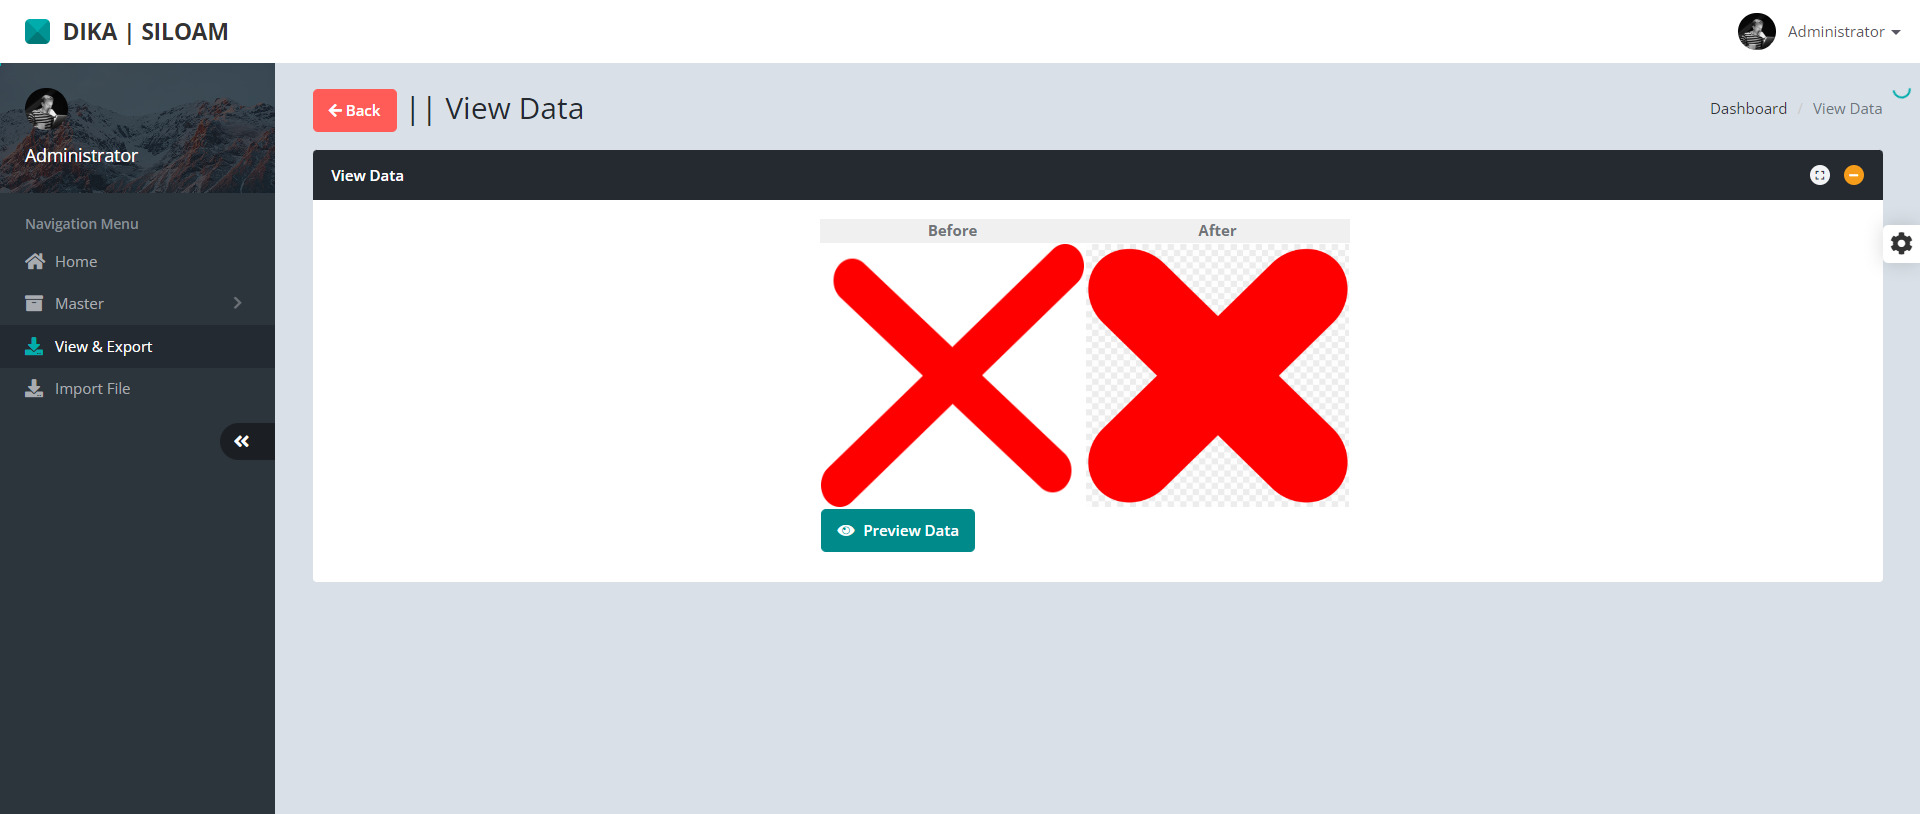 DIKA | SILOAM
Administrator
Administrator
Navigation Menu
Home
Master
View & Export
Import File
Back || View Data
Dashboard / View Data
View Data
Before After
Preview Data